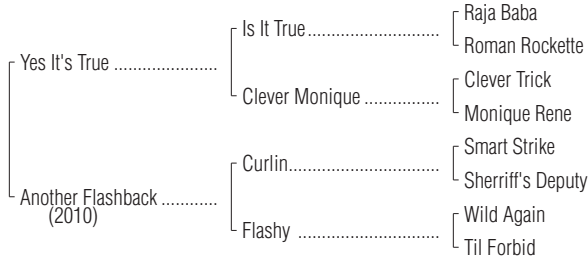 Raja Baba
Is It True
Roman Rockette
Yes It's True
Clever Trick
Clever Monique
Monique Rene
Smart Strike
Curlin
Sherriff's Deputy
Another Flashback
(2010)
Wild Again
Flashy
Til Forbid